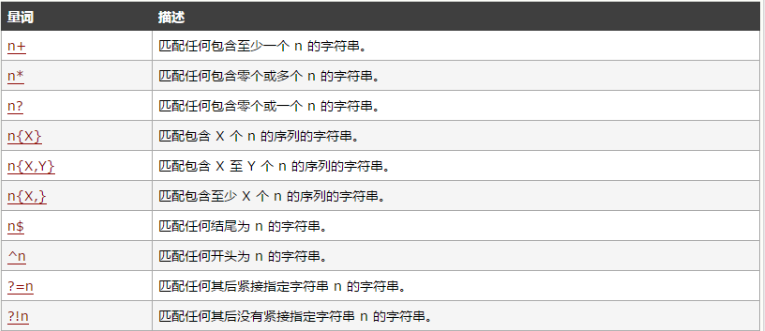 量词 描述
n+ 匹配任何包含至少一个 n 的字符串。
n* 匹配任何包含零个或多个 n 的字符串。
n? 匹配任何包含零个或一个 n 的字符串。
n{X} 匹配包含 X 个 n 的序列的字符串。
n{X,Y} 匹配包含 X 至 Y 个 n 的序列的字符串。
n{X,} 匹配包含至少 X 个 n 的序列的字符串。
n$ 匹配任何结尾为 n 的字符串。
^n 匹配任何开头为 n 的字符串。
?=n 匹配任何其后紧接指定字符串 n 的字符串。
?!n 匹配任何其后没有紧接指定字符串 n 的字符串。